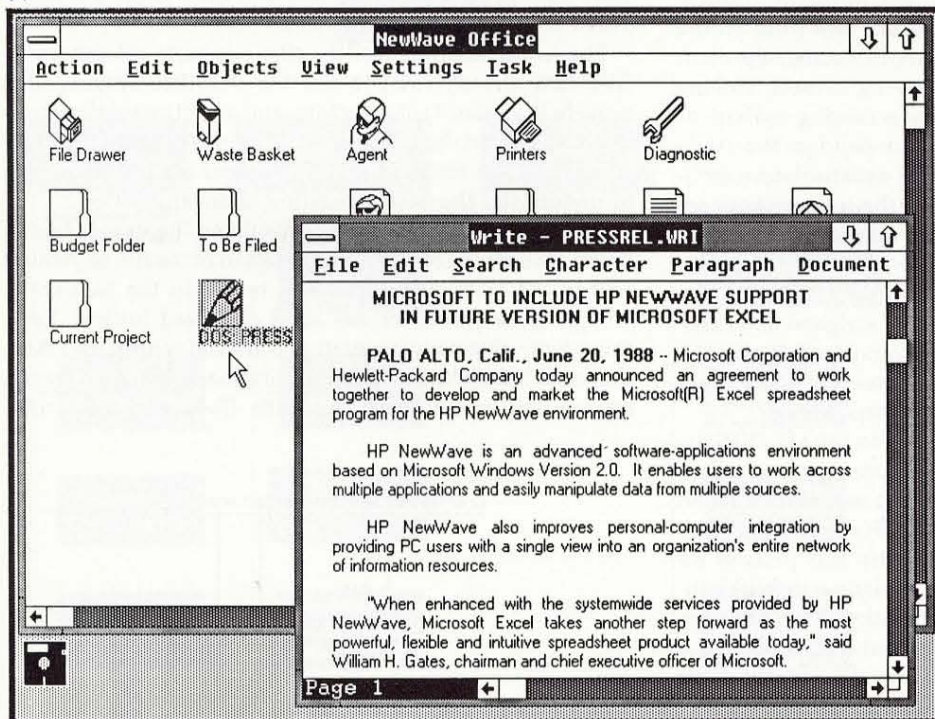 NewWave Office
Action Edit Objects View Settings Task Help
File Drawer Waste Basket Agent Printers Diagnostic
Budget Folder To Be Filed
Current Project DOS PRESS
Write - PRESSREL.WRI
File Edit Search Character Paragraph Document
MICROSOFT TO INCLUDE HP NEWWAVE SUPPORT
IN FUTURE VERSION OF MICROSOFT EXCEL
PALO ALTO, Calif., June 20, 1988 -- Microsoft Corporation and
Hewlett-Packard Company today announced an agreement to work
together to develop and market the Microsoft(R) Excel spreadsheet
program for the HP NewWave environment.
HP NewWave is an advanced software-applications environment
based on Microsoft Windows Version 2.0. It enables users to work across
multiple applications and easily manipulate data from multiple sources.
HP NewWave also improves personal-computer integration by
providing PC users with a single view into an organization's entire network
of information resources.
"When enhanced with the systemwide services provided by HP
NewWave, Microsoft Excel takes another step forward as the most
powerful, flexible and intuitive spreadsheet product available today," said
William H. Gates, chairman and chief executive officer of Microsoft.
Page 1